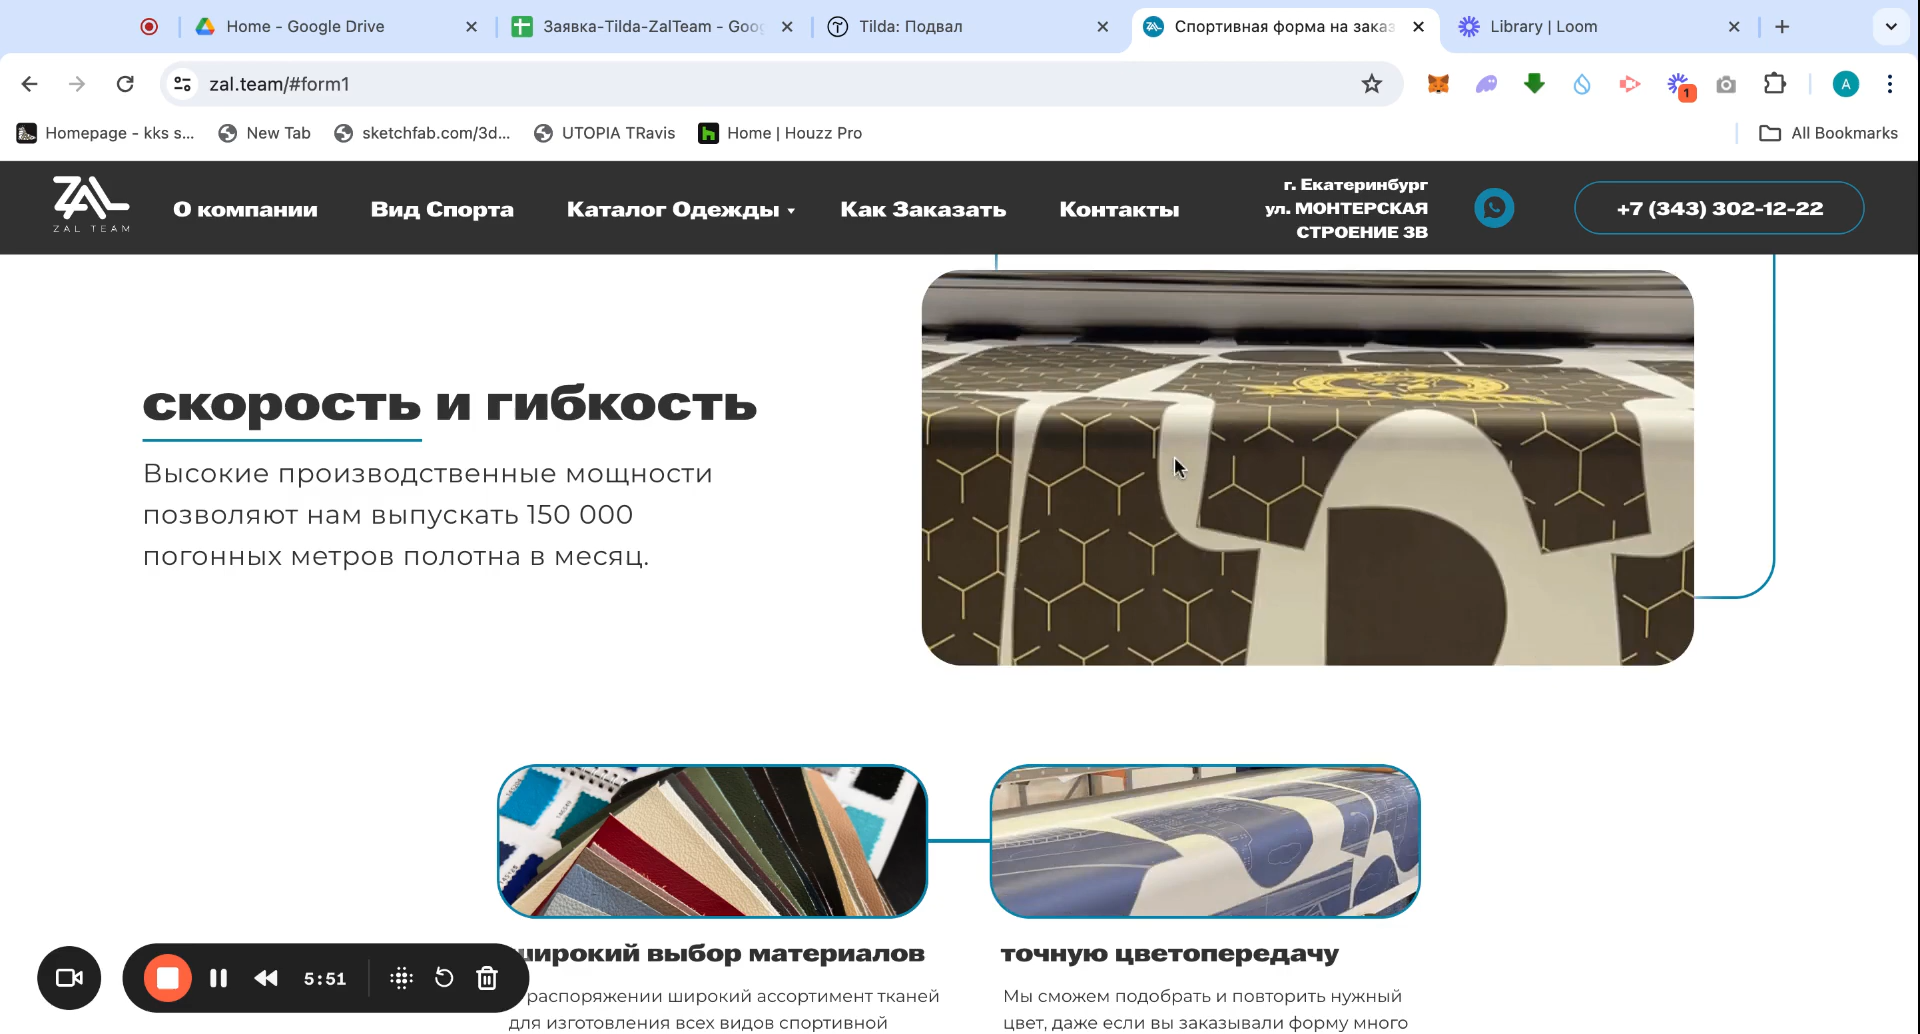 Home - Google Drive
Заявка-Tilda-ZalTeam - Goog
Tilda: Подвал
Спортивная форма на заказ
Library | Loom
zal.team/#form1
1
A
Homepage - kks s...
New Tab
sketchfab.com/3d...
UTOPIA TRavis
Home | Houzz Pro
All Bookmarks
ZAL
ZAL TEAM
О компании
Вид Спорта
Каталог Одежды
Как Заказать
Контакты
г. Екатеринбург
ул. МОНТЕРСКАЯ
СТРОЕНИЕ 3В
+7 (343) 302-12-22
скорость и гибкость
Высокие производственные мощности
позволяют нам выпускать 150 000
погонных метров полотна в месяц.
широкий выбор материалов
распоряжении широкий ассортимент тканей
для изготовления всех видов спортивной
точную цветопередачу
Мы сможем подобрать и повторить нужный
цвет, даже если вы заказывали форму много
5:51